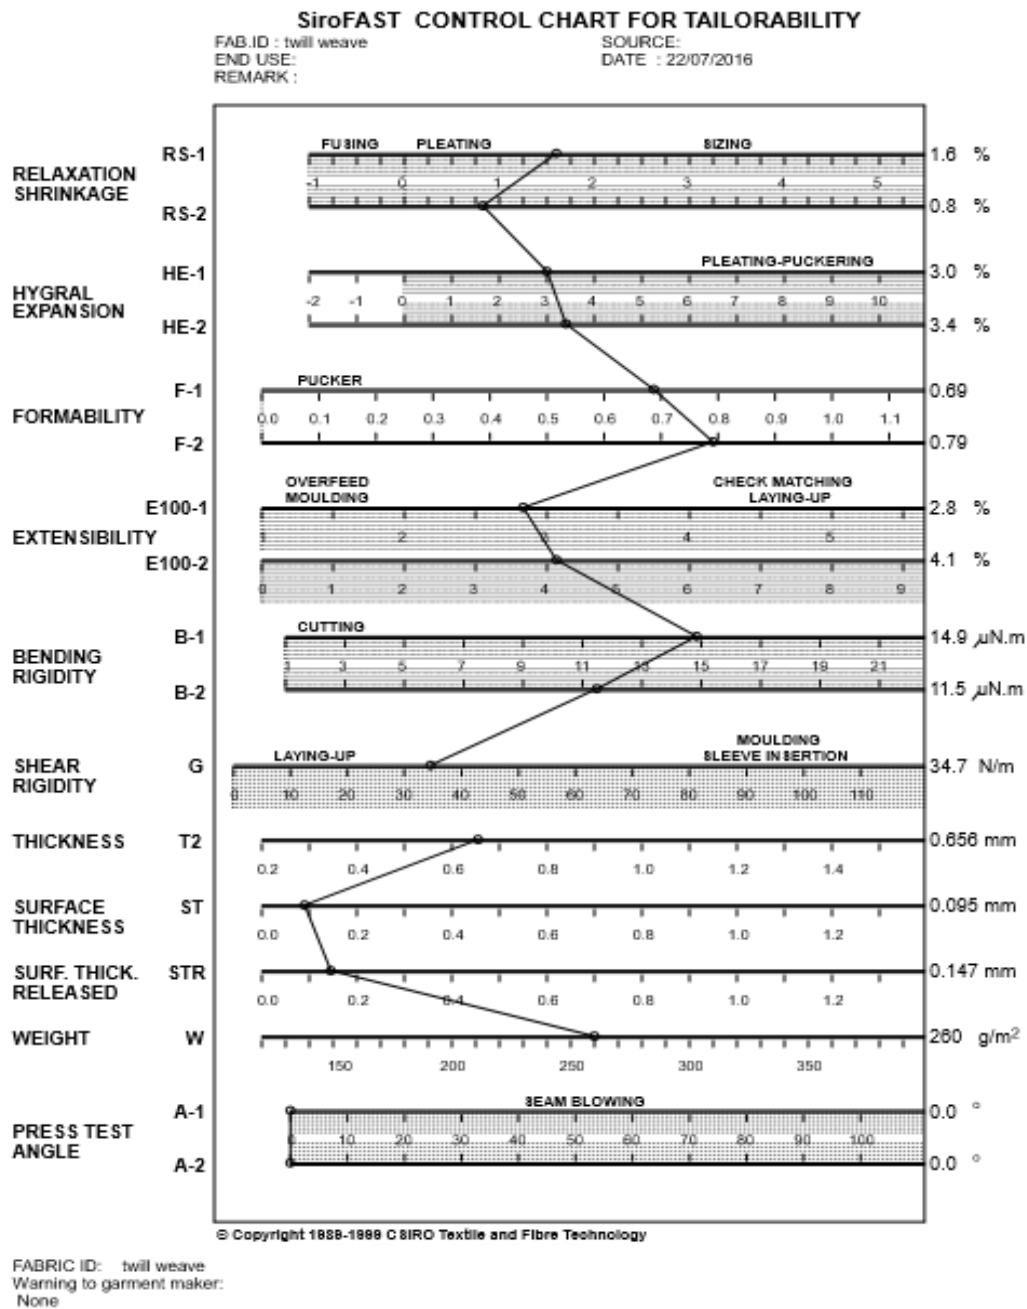 SiroFAST CONTROL CHART FOR TAILORABILITY
FAB.ID : twill weave SOURCE:
END USE: DATE : 22/07/2016
REMARK :
FUSING PLEATING SIZING
RS-1 1.6 %
RELAXATION
SHRINKAGE
-1 0 1 2 3 4 5
RS-2 0.8 %
PLEATING-PUCKERING
HE-1 3.0 %
HYGRAL
EXPANSION
-2 -1 0 1 2 3 4 5 6 7 8 9 10
HE-2 3.4 %
PUCKER
F-1 0.69
FORMABILITY
0.0 0.1 0.2 0.3 0.4 0.5 0.6 0.7 0.8 0.9 1.0 1.1
F-2 0.79
OVERFEED CHECK MATCHING
MOULDING LAYING-UP
E100-1 2.8 %
EXTENSIBILITY
1 2 3 4 5
E100-2 4.1 %
0 1 2 3 4 5 6 7 8 9
CUTTING
B-1 14.9 µN.m
BENDING
RIGIDITY
1 3 5 7 9 11 13 15 17 19 21
B-2 11.5 µN.m
MOULDING
LAYING-UP SLEEVE INSERTION
SHEAR
RIGIDITY
G 34.7 N/m
0 10 20 30 40 50 60 70 80 90 100 110
THICKNESS T2 0.656 mm
0.2 0.4 0.6 0.8 1.0 1.2 1.4
SURFACE
THICKNESS
ST 0.095 mm
0.0 0.2 0.4 0.6 0.8 1.0 1.2
SURF. THICK.
RELEASED
STR 0.147 mm
0.0 0.2 0.4 0.6 0.8 1.0 1.2
WEIGHT W 260 g/m²
150 200 250 300 350
SEAM BLOWING
A-1 0.0 °
PRESS TEST
ANGLE
0 10 20 30 40 50 60 70 80 90 100
A-2 0.0 °
© Copyright 1989-1999 CSIRO Textile and Fibre Technology
FABRIC ID: twill weave
Warning to garment maker:
None